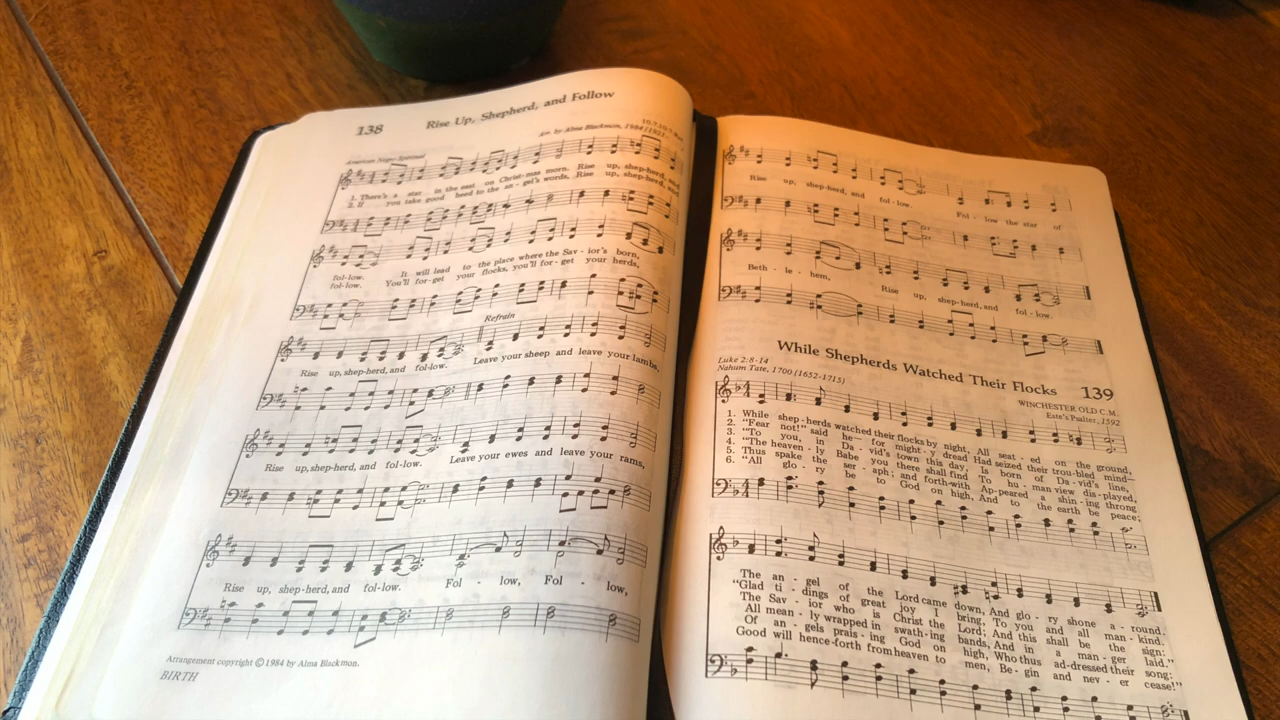 138
Rise Up, Shepherd, and Follow
10.7.10.7 Ref.
American Negro Spiritual
Arr. by Alma Blackmon, 1984 (1921-
1. There's a star in the east on Christ-mas morn. Rise up, shep-herd, and
2. If you take good heed to the an-gel's words, Rise up, shep-herd, and
fol-low. It will lead to the place where the Sav-ior's born,
fol-low. You'll for-get your flocks, you'll for-get your herds,
Refrain
Rise up, shep-herd, and fol-low. Leave your sheep and leave your lambs,
Rise up, shep-herd, and fol-low. Leave your ewes and leave your rams,
Rise up, shep-herd, and fol-low. Fol - low, Fol - low,
Arrangement copyright © 1984 by Alma Blackmon.
BIRTH
Rise up, shep-herd, and fol-low. Fol - low the star of
Beth - le - hem, Rise up, shep-herd, and fol-low.
While Shepherds Watched Their Flocks 139
Luke 2:8-14
Nahum Tate, 1700 (1652-1715)
WINCHESTER OLD C.M.
Este's Psalter, 1592
1. While shep-herds watched their flocks by night, All seat-ed on the ground,
2. "Fear not!" said he— for might-y dread Had seized their trou-bled mind—
3. "To you, in Da-vid's town this day, Is born of Da-vid's line,
4. "The heaven-ly Babe you there shall find To hu-man view dis-played,
5. Thus spake the ser-aph; and forth-with Ap-peared a shin-ing throng
6. "All glo-ry be to God on high, And to the earth be peace;
The an-gel of the Lord came down, And glo-ry shone a-round.
"Glad ti-dings of great joy I bring; To you and all man-kind.
The Sav-ior who is Christ the Lord; And this shall be the sign:
All mean-ly wrapped in swath-ing bands, And in a man-ger laid."
Of an-gels prais-ing God on high, Who thus ad-dressed their song:
Good will hence-forth from heaven to men, Be-gin and nev-er cease!"